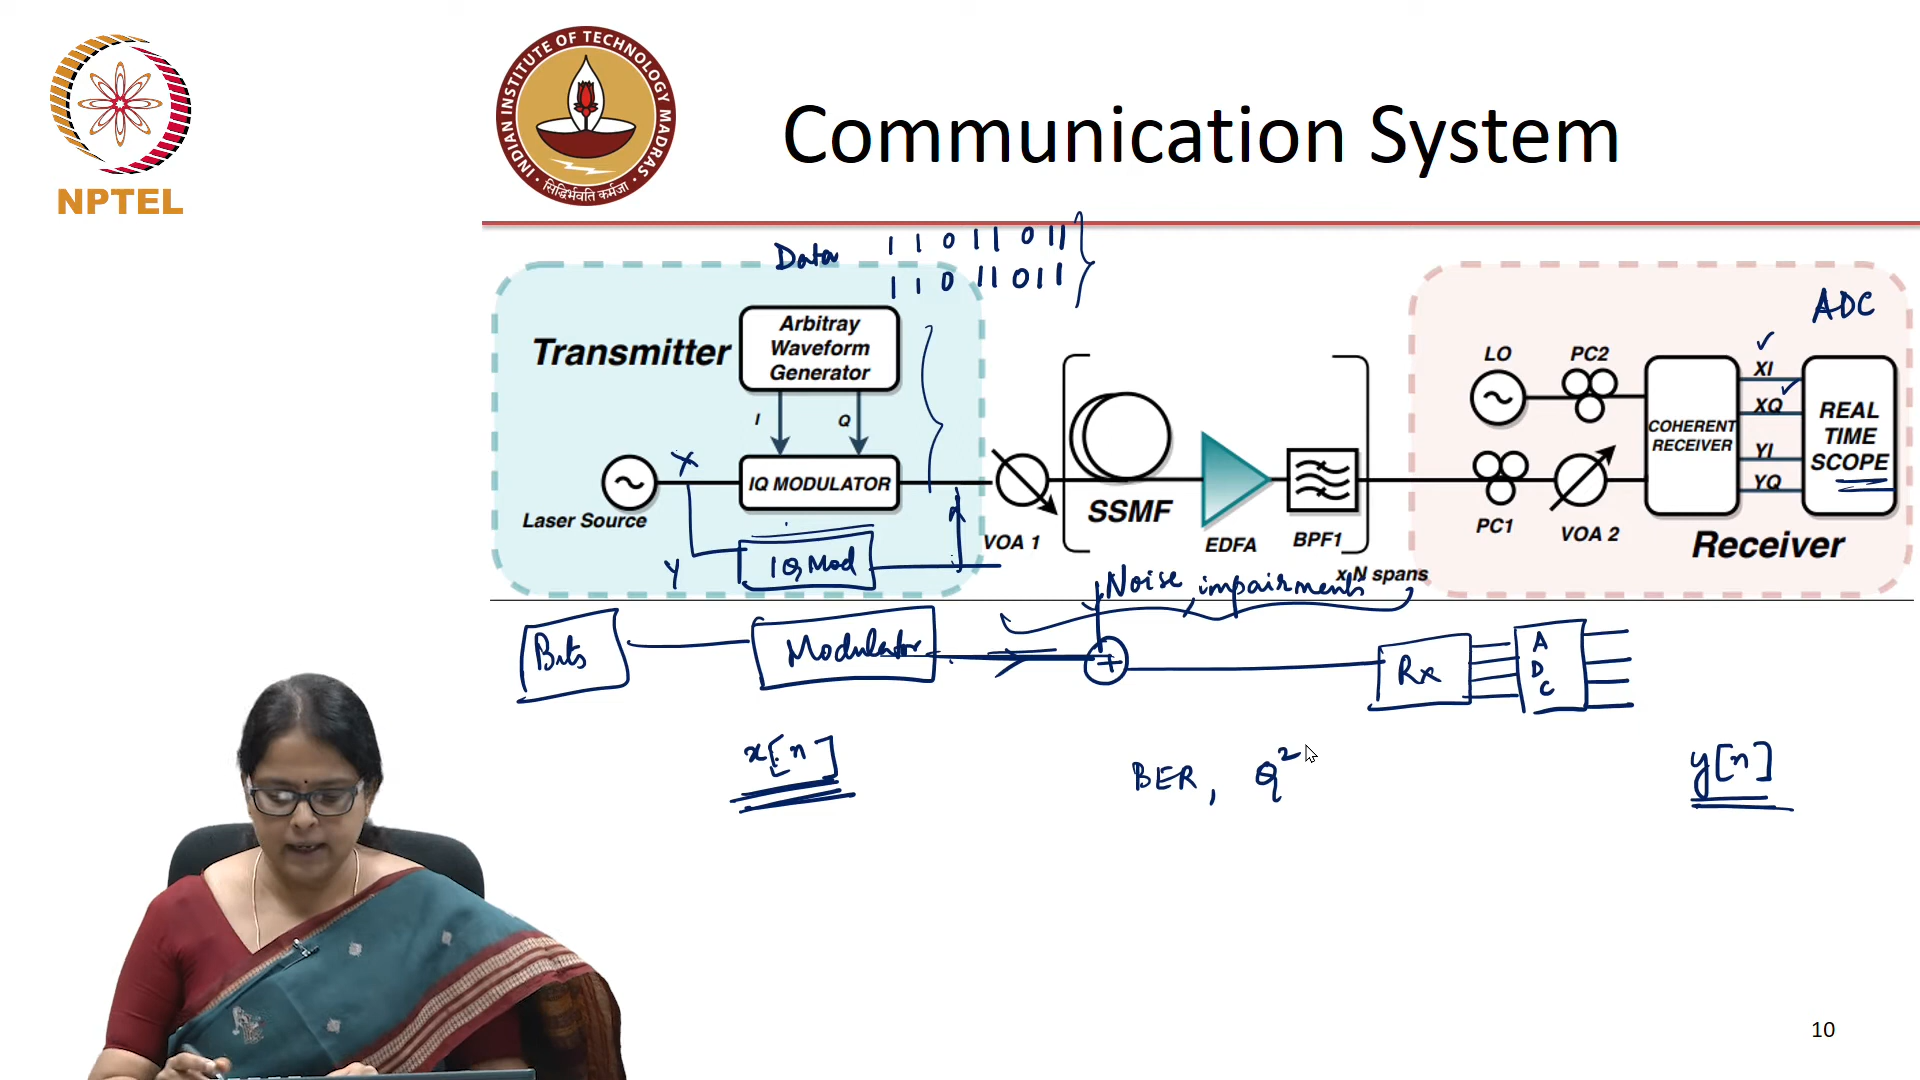 NPTEL
INDIAN INSTITUTE OF TECHNOLOGY MADRAS
सिद्धिर्भवति कर्मजा
Communication System
Data 1 1 0 1 1 0 1 1
1 1 0 1 1 0 1 1
Transmitter
Arbitray
Waveform
Generator
I Q
X
IQ MODULATOR
Laser Source
Y
IQ Mod
VOA 1
SSMF
EDFA
BPF1
x N spans
ADC
LO
PC2
COHERENT
RECEIVER
XI
XQ
YI
YQ
REAL
TIME
SCOPE
PC1
VOA 2
Receiver
Noise, impairments
Bits
Modulator
+
Rx
A
D
C
x[n]
BER, Q²
y[n]
10